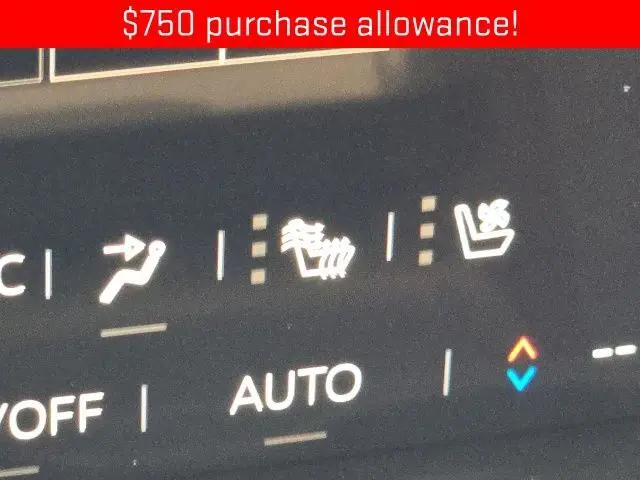 $750 purchase allowance!
C
/OFF
AUTO
--